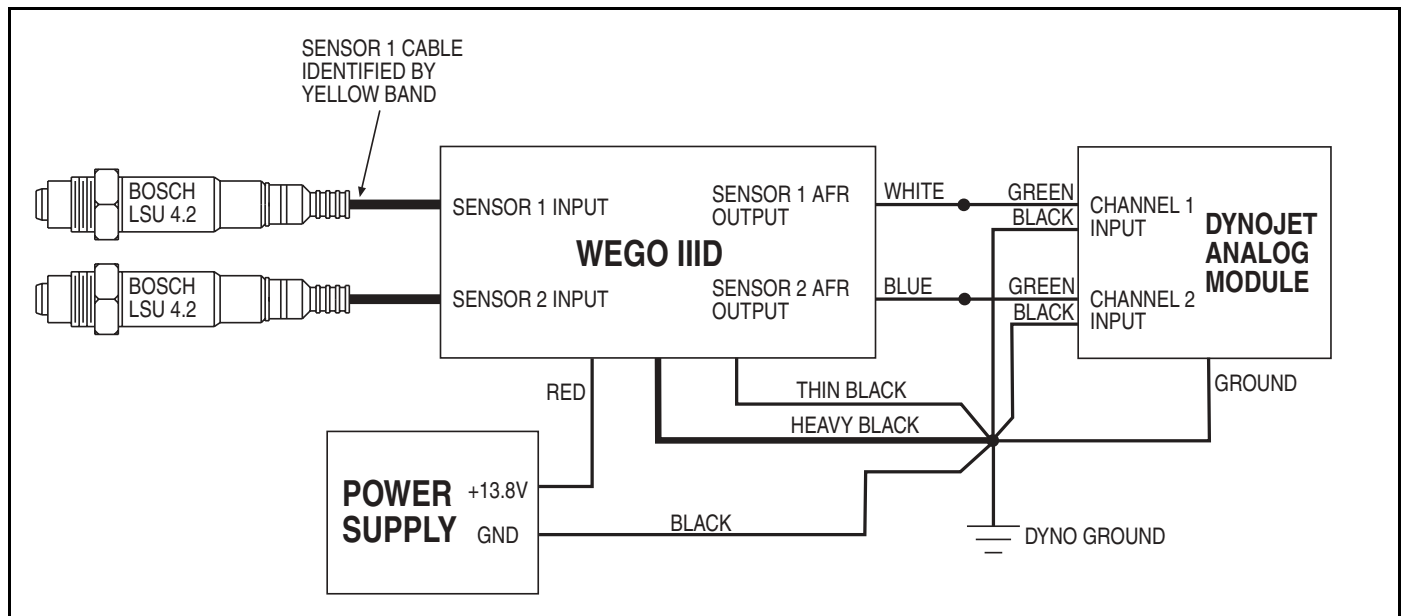 SENSOR 1 CABLE
IDENTIFIED BY
YELLOW BAND
BOSCH
LSU 4.2
BOSCH
LSU 4.2
SENSOR 1 INPUT
SENSOR 1 AFR
OUTPUT
WEGO IIID
SENSOR 2 INPUT
SENSOR 2 AFR
OUTPUT
WHITE
GREEN
BLACK
BLUE
GREEN
BLACK
CHANNEL 1
INPUT
DYNOJET
ANALOG
MODULE
CHANNEL 2
INPUT
RED
THIN BLACK
HEAVY BLACK
GROUND
POWER
SUPPLY
+13.8V
GND
BLACK
DYNO GROUND